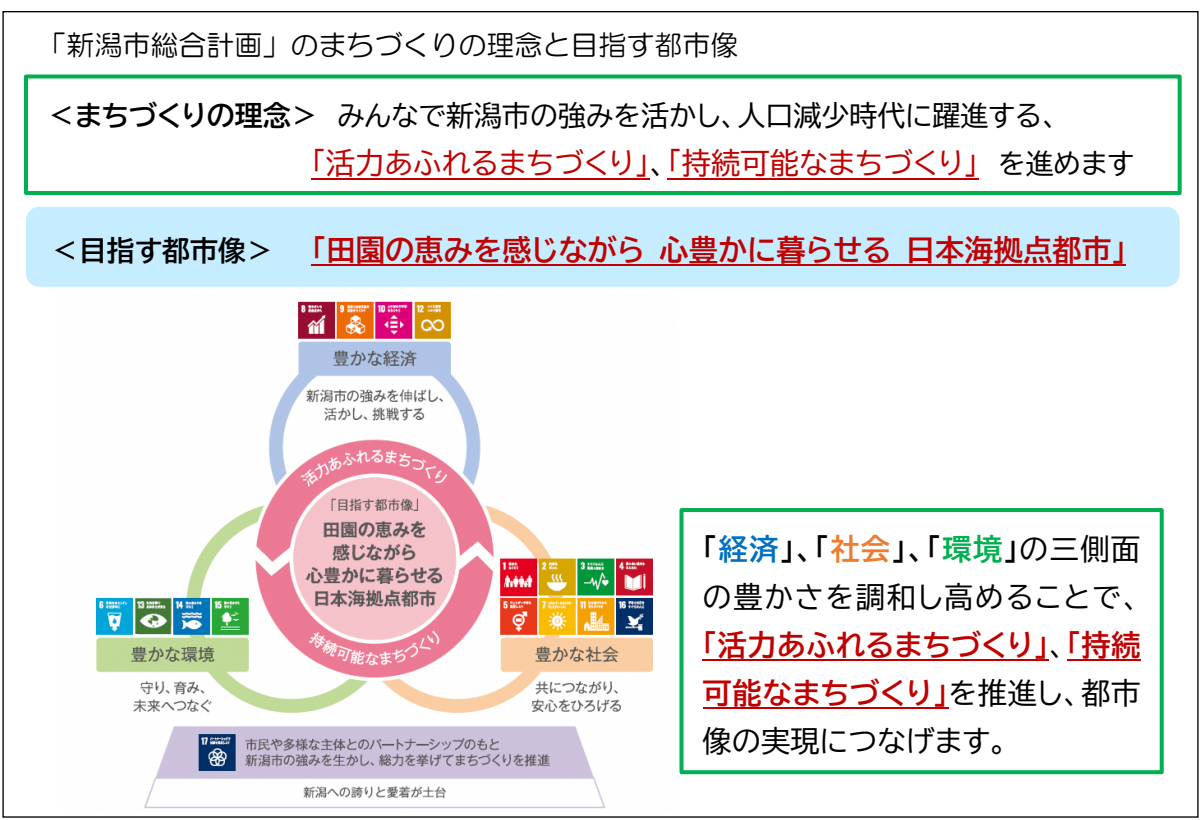 「新潟市総合計画」のまちづくりの理念と目指す都市像
＜まちづくりの理念＞ みんなで新潟市の強みを活かし、人口減少時代に躍進する、
「活力あふれるまちづくり」、「持続可能なまちづくり」 を進めます
＜目指す都市像＞ 「田園の恵みを感じながら 心豊かに暮らせる 日本海拠点都市」
8
9
10
12
豊かな経済
新潟市の強みを伸ばし、
活かし、挑戦する
活力あふれるまちづくり
「目指す都市像」
田園の恵みを
感じながら
心豊かに暮らせる
日本海拠点都市
持続可能なまちづくり
6
13
14
15
豊かな環境
守り、育み、
未来へつなぐ
1
2
3
4
5
7
11
16
豊かな社会
共につながり、
安心をひろげる
17
市民や多様な主体とのパートナーシップのもと
新潟市の強みを生かし、総力を挙げてまちづくりを推進
新潟への誇りと愛着が土台
「経済」、「社会」、「環境」の三側面
の豊かさを調和し高めることで、
「活力あふれるまちづくり」、「持続
可能なまちづくり」を推進し、都市
像の実現につなげます。